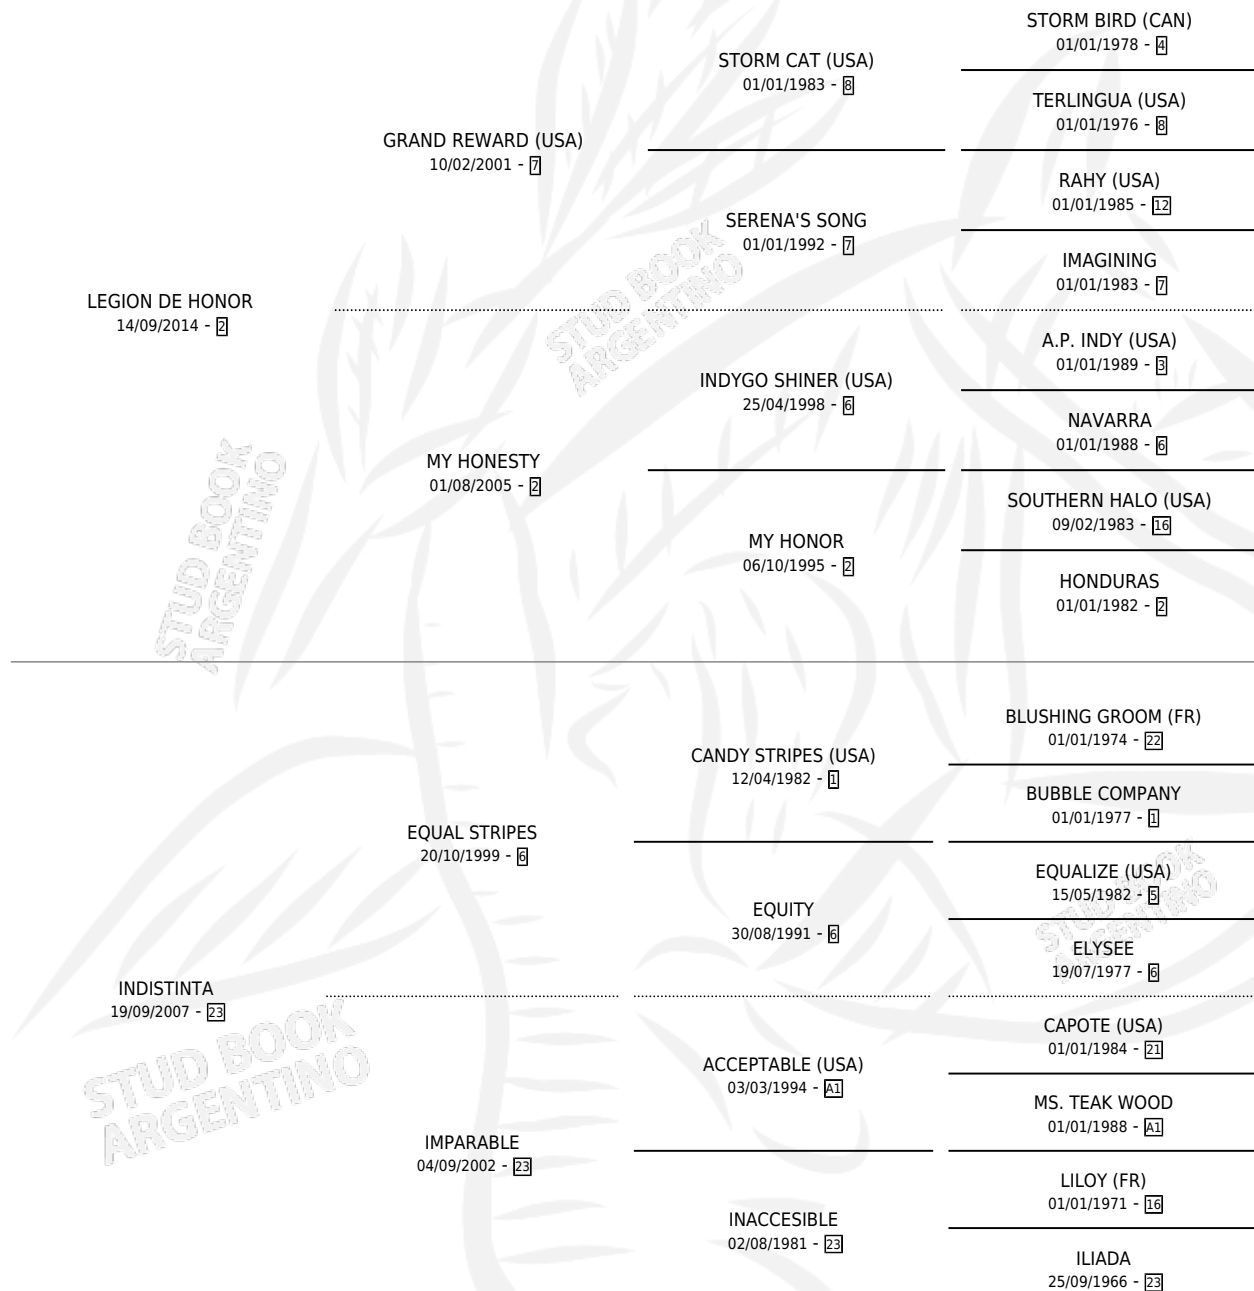 STORM BIRD (CAN)
01/01/1978 - 4
STORM CAT (USA)
01/01/1983 - 8
TERLINGUA (USA)
01/01/1976 - 8
GRAND REWARD (USA)
10/02/2001 - 7
RAHY (USA)
01/01/1985 - 12
SERENA'S SONG
01/01/1992 - 7
IMAGINING
01/01/1983 - 7
LEGION DE HONOR
14/09/2014 - 2
A.P. INDY (USA)
01/01/1989 - 3
INDYGO SHINER (USA)
25/04/1998 - 6
NAVARRA
01/01/1988 - 6
MY HONESTY
01/08/2005 - 2
SOUTHERN HALO (USA)
09/02/1983 - 16
MY HONOR
06/10/1995 - 2
HONDURAS
01/01/1982 - 2
BLUSHING GROOM (FR)
01/01/1974 - 22
CANDY STRIPES (USA)
12/04/1982 - 1
BUBBLE COMPANY
01/01/1977 - 1
EQUAL STRIPES
20/10/1999 - 6
EQUALIZE (USA)
15/05/1982 - 5
EQUITY
30/08/1991 - 6
ELYSEE
19/07/1977 - 6
INDISTINTA
19/09/2007 - 23
CAPOTE (USA)
01/01/1984 - 21
ACCEPTABLE (USA)
03/03/1994 - A1
MS. TEAK WOOD
01/01/1988 - A1
IMPARABLE
04/09/2002 - 23
LILOY (FR)
01/01/1971 - 16
INACCESIBLE
02/08/1981 - 23
ILIADA
25/09/1966 - 23
STUD BOOK
ARGENTINO
STUD BOOK
ARGENTINO
STUD BOOK
ARGENTINO
STUD BOOK
ARGENTINO